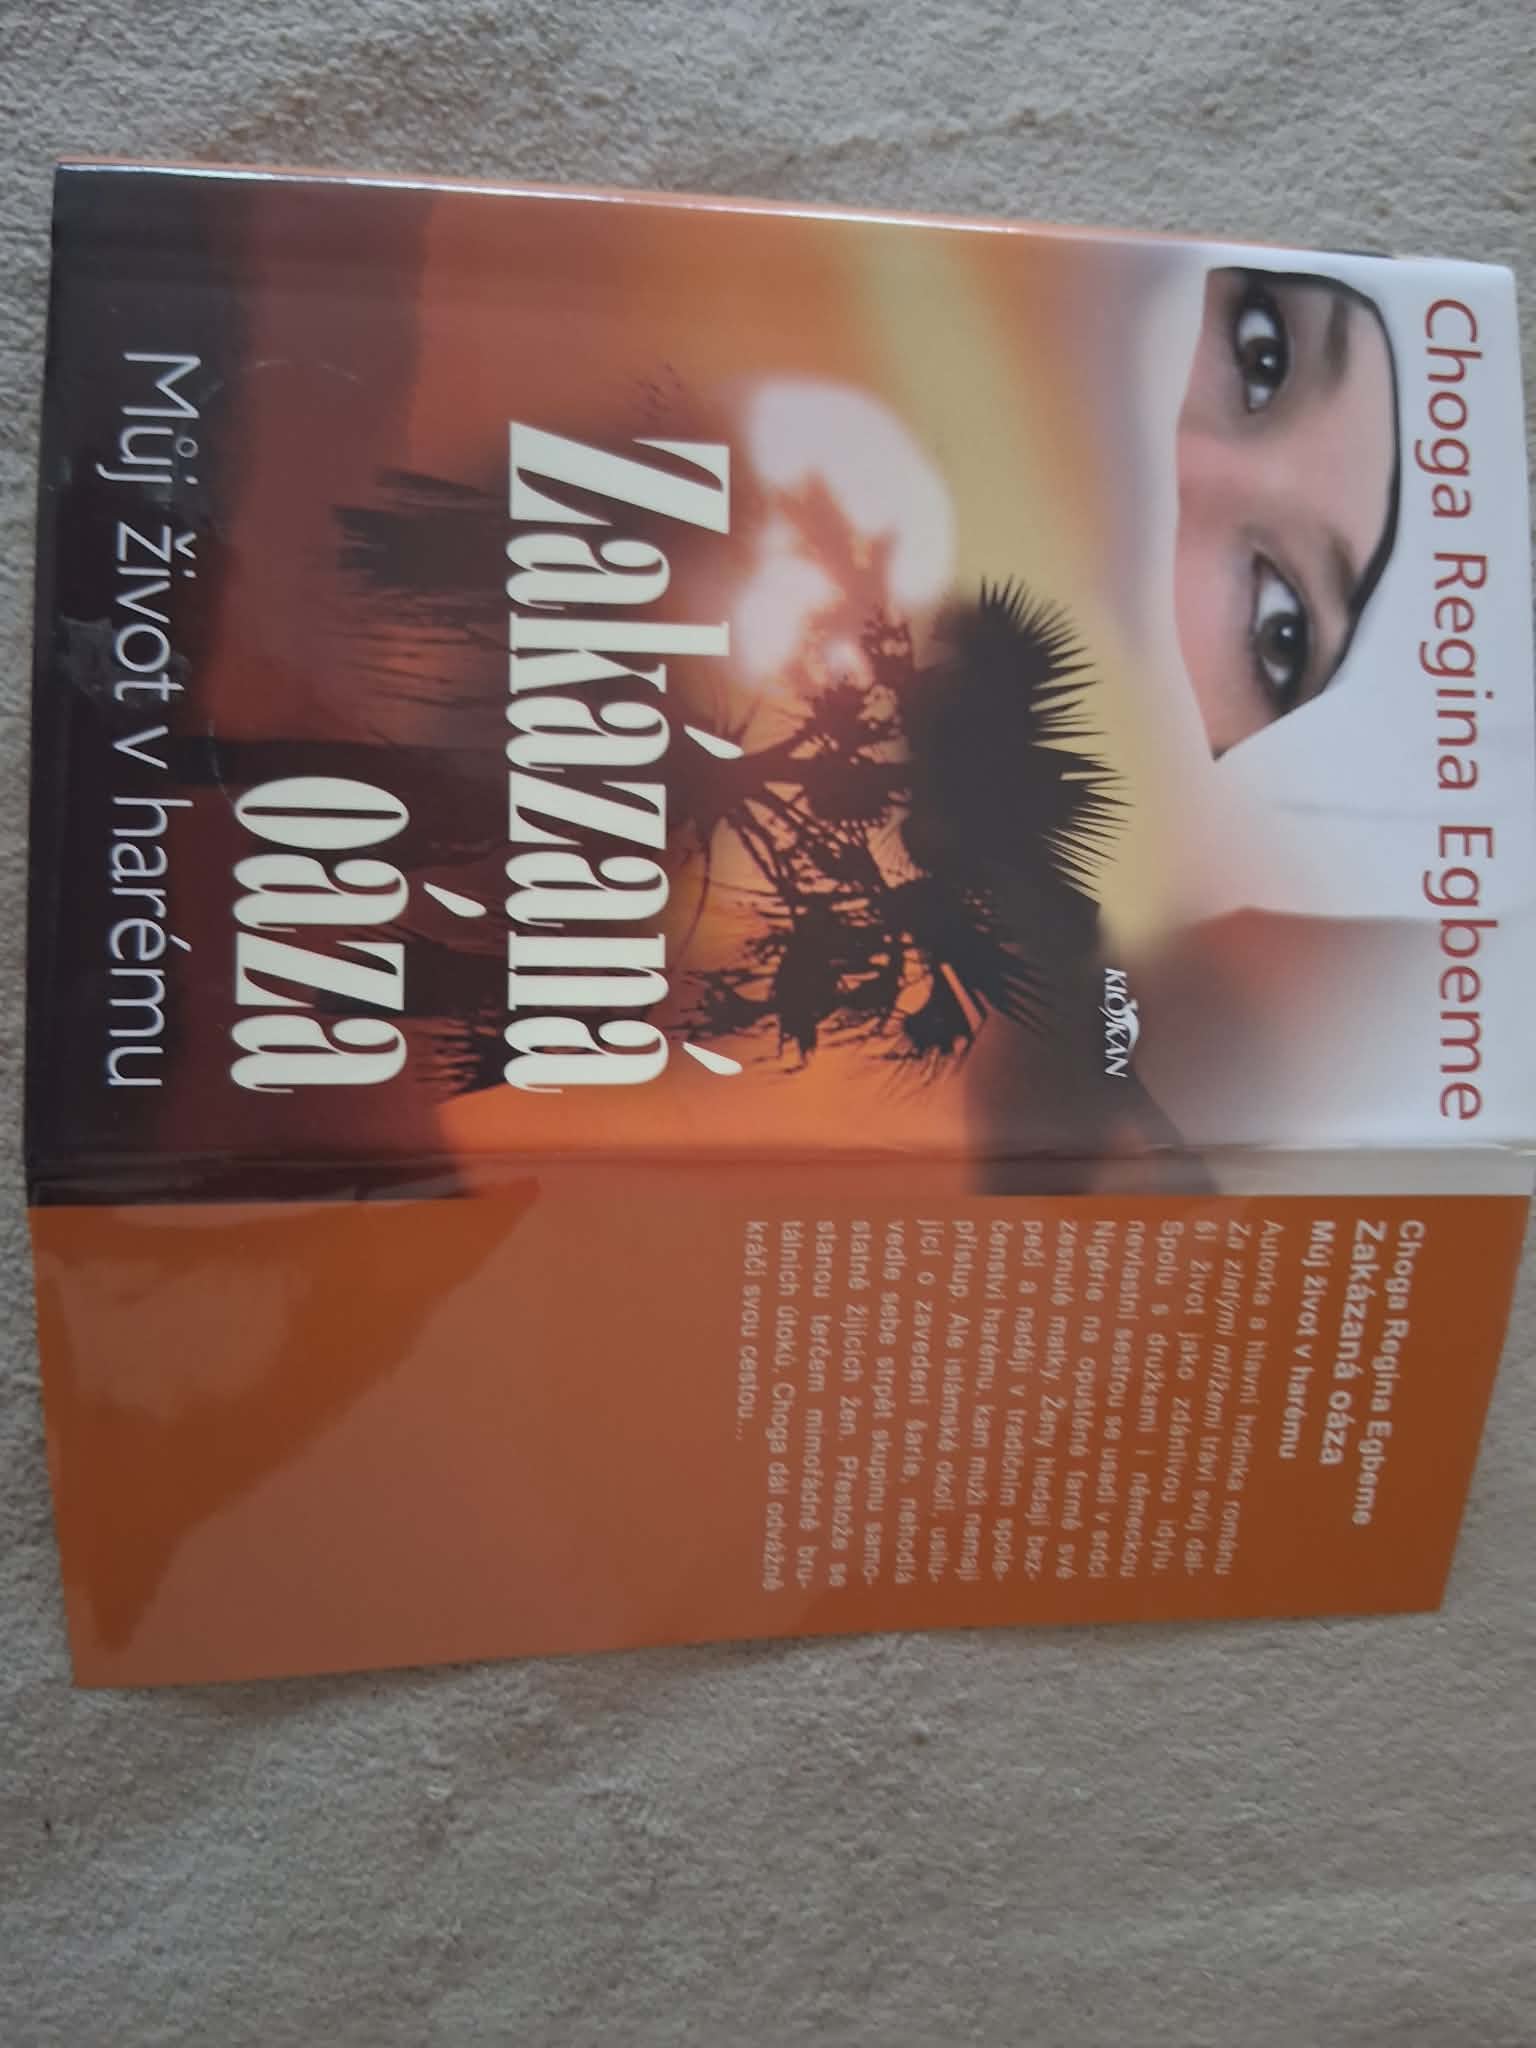 Choga Regina Egbeme
KLOKAN
Zakázaná
oáza
Můj život v harému
Choga Regina Egbeme
Zakázaná oáza
Můj život v harému
Autorka a hlavní hrdinka románu
Za zlatými mřížemi tráví svůj dal-
ší život jako zdánlivou idylu.
Spolu s družkami i německou
nevlastní sestrou se usadí v srdci
Nigérie na opuštěné farmě své
zesnulé matky. Ženy hledají bez-
pečí a naději v tradičním spole-
čenství harému, kam muži nemají
přístup. Ale islámské okolí, usilu-
jící o zavedení šarie, nehodlá
vedle sebe strpět skupinu samo-
statně žijících žen. Přestože se
stanou terčem mimořádně bru-
tálních útoků, Choga dál odvážně
kráčí svou cestou...